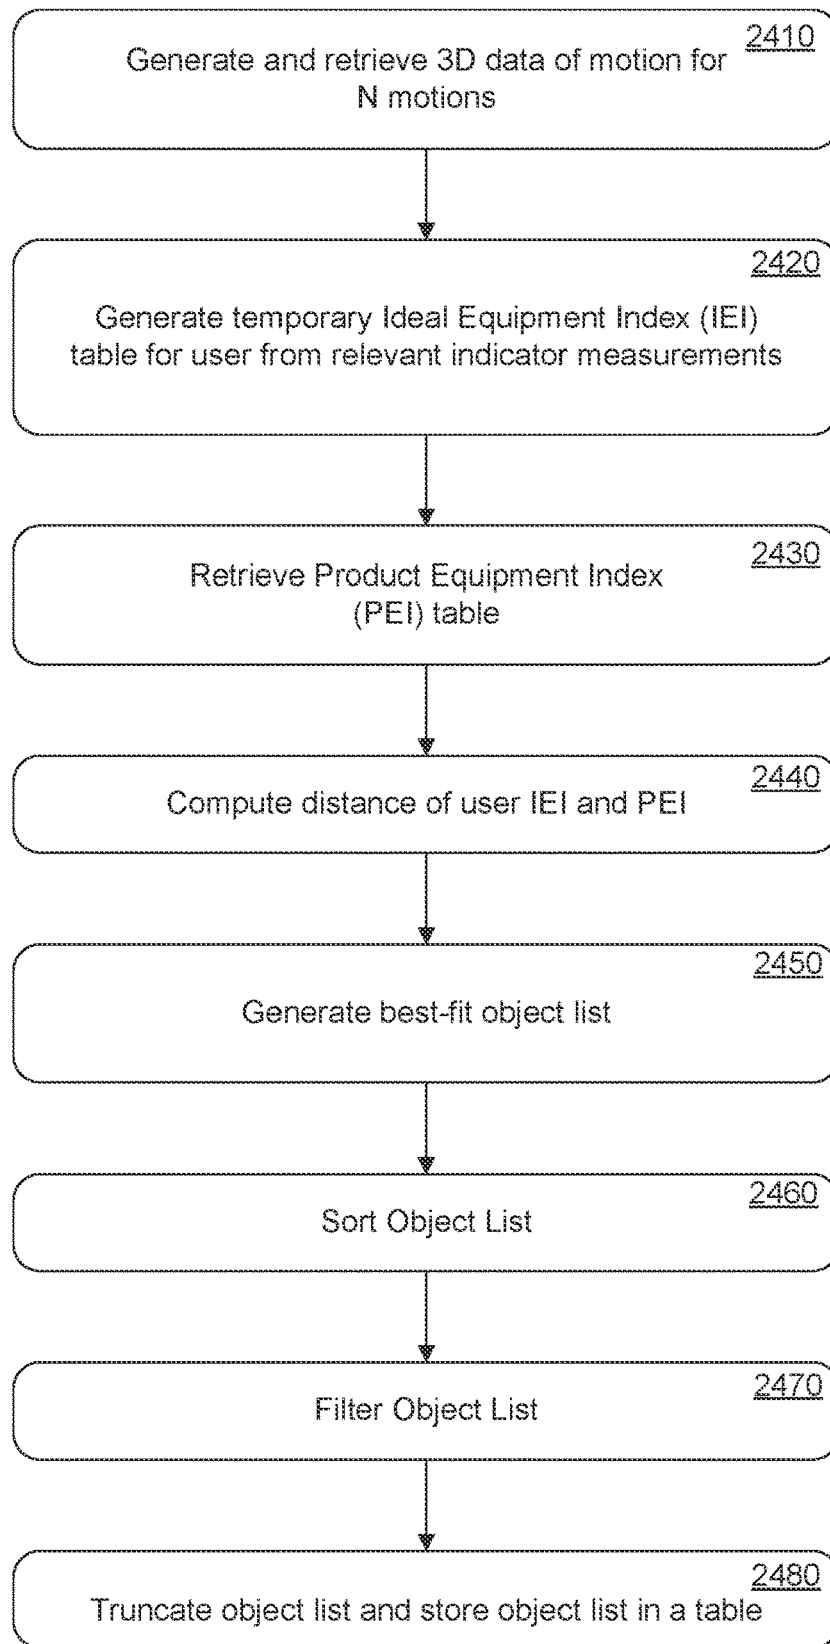 2410
Generate and retrieve 3D data of motion for
N motions
2420
Generate temporary Ideal Equipment Index (IEI)
table for user from relevant indicator measurements
2430
Retrieve Product Equipment Index
(PEI) table
2440
Compute distance of user IEI and PEI
2450
Generate best-fit object list
2460
Sort Object List
2470
Filter Object List
2480
Truncate object list and store object list in a table